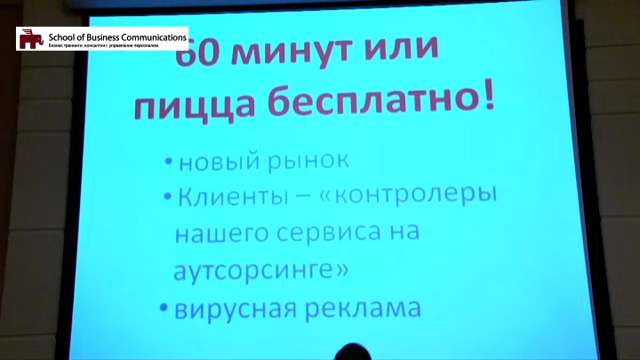 School of Business Communications
Бизнес тренинги, консалтинг, управление персоналом
60 минут или
пицца бесплатно!
• новый рынок
• Клиенты – «контролеры
нашего сервиса на
аутсорсинге»
• вирусная реклама